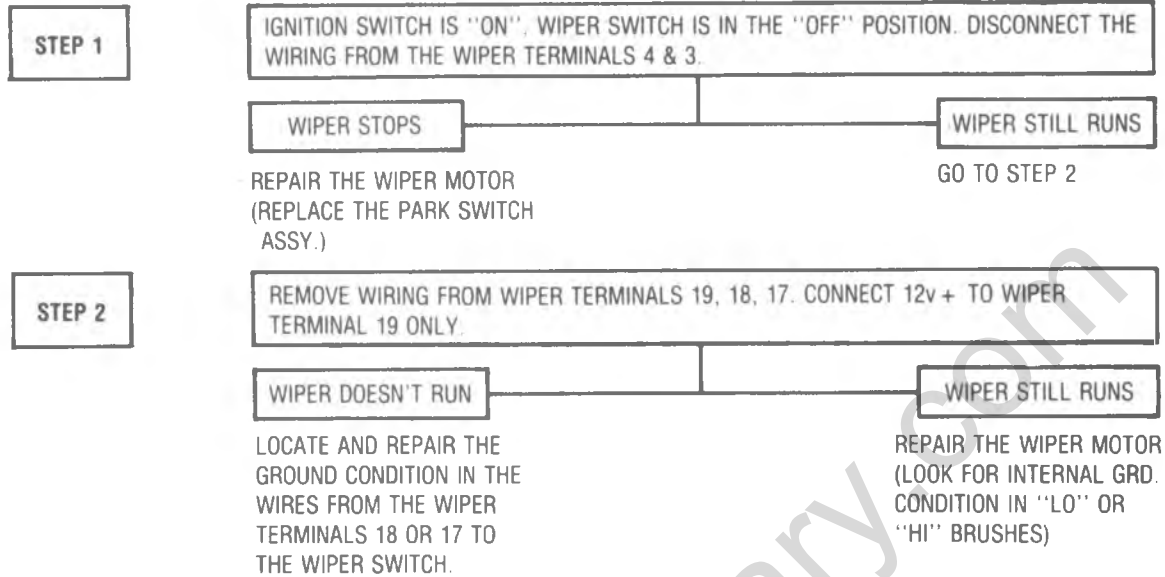 STEP 1
IGNITION SWITCH IS "ON". WIPER SWITCH IS IN THE "OFF" POSITION. DISCONNECT THE
WIRING FROM THE WIPER TERMINALS 4 & 3.
WIPER STOPS
WIPER STILL RUNS
REPAIR THE WIPER MOTOR
(REPLACE THE PARK SWITCH
ASSY.)
GO TO STEP 2
STEP 2
REMOVE WIRING FROM WIPER TERMINALS 19, 18, 17. CONNECT 12v + TO WIPER
TERMINAL 19 ONLY.
WIPER DOESN'T RUN
WIPER STILL RUNS
LOCATE AND REPAIR THE
GROUND CONDITION IN THE
WIRES FROM THE WIPER
TERMINALS 18 OR 17 TO
THE WIPER SWITCH.
REPAIR THE WIPER MOTOR
(LOOK FOR INTERNAL GRD.
CONDITION IN "LO" OR
"HI" BRUSHES)
ry.com